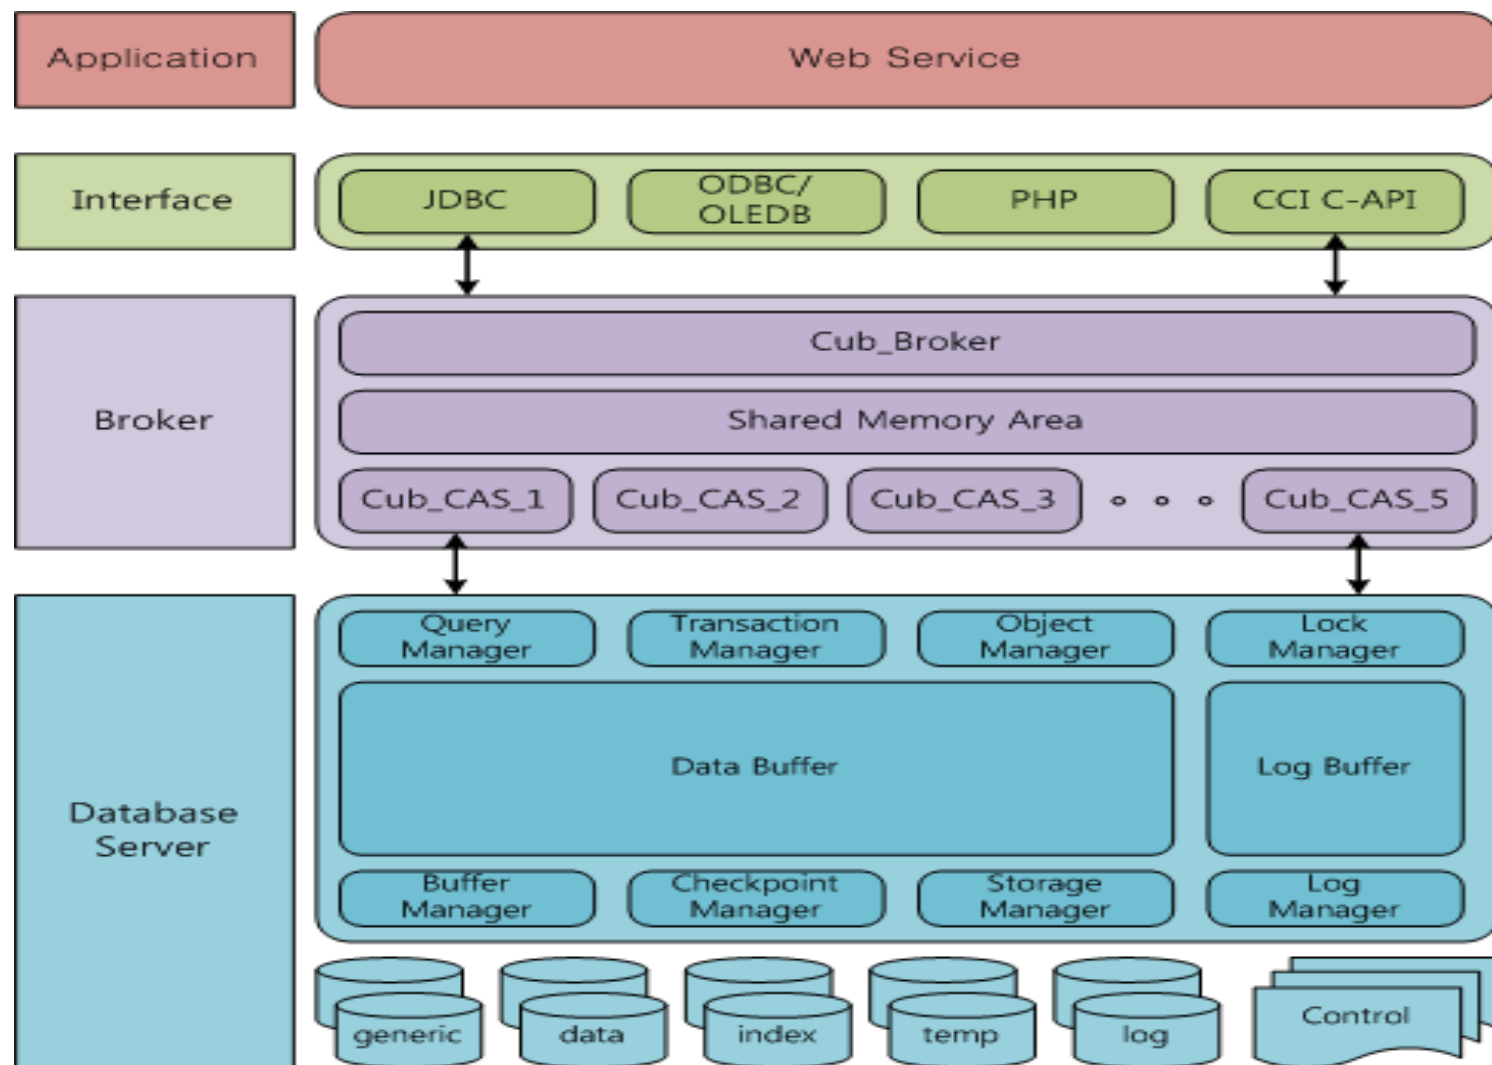 Application
Web Service
Interface
JDBC
ODBC/
OLEDB
PHP
CCI C-API
Broker
Cub_Broker
Shared Memory Area
Cub_CAS_1
Cub_CAS_2
Cub_CAS_3
Cub_CAS_5
Database
Server
Query
Manager
Transaction
Manager
Object
Manager
Lock
Manager
Data Buffer
Log Buffer
Buffer
Manager
Checkpoint
Manager
Storage
Manager
Log
Manager
generic
data
index
temp
log
Control